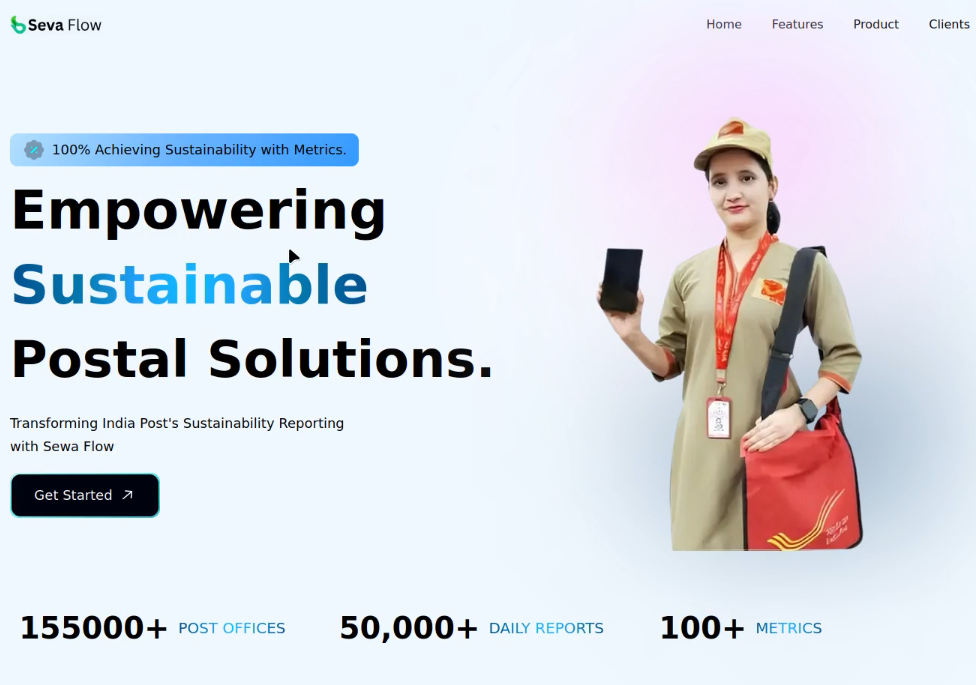 Seva Flow
Home Features Product Clients
100% Achieving Sustainability with Metrics.
Empowering
Sustainable
Postal Solutions.
Transforming India Post's Sustainability Reporting
with Sewa Flow
Get Started
155000+ POST OFFICES 50,000+ DAILY REPORTS 100+ METRICS